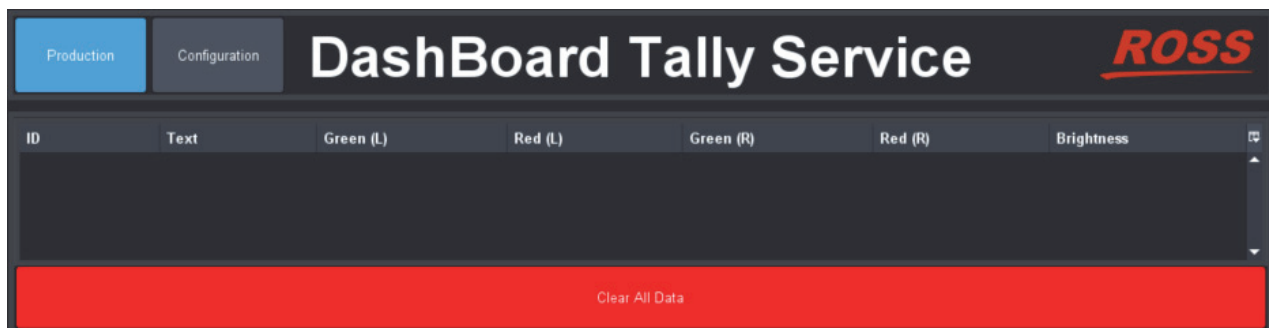 Production Configuration DashBoard Tally Service ROSS
ID Text Green (L) Red (L) Green (R) Red (R) Brightness
Clear All Data